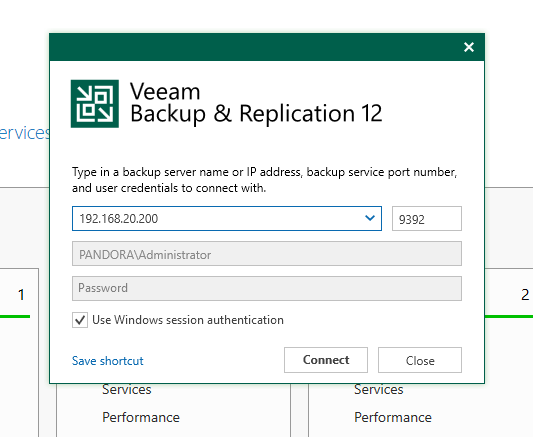 Veeam
Backup & Replication 12
ervices
Type in a backup server name or IP address, backup service port number,
and user credentials to connect with.
192.168.20.200 9392
PANDORA\Administrator
Password
1
2
Use Windows session authentication
Save shortcut Connect Close
Services Services
Performance Performance